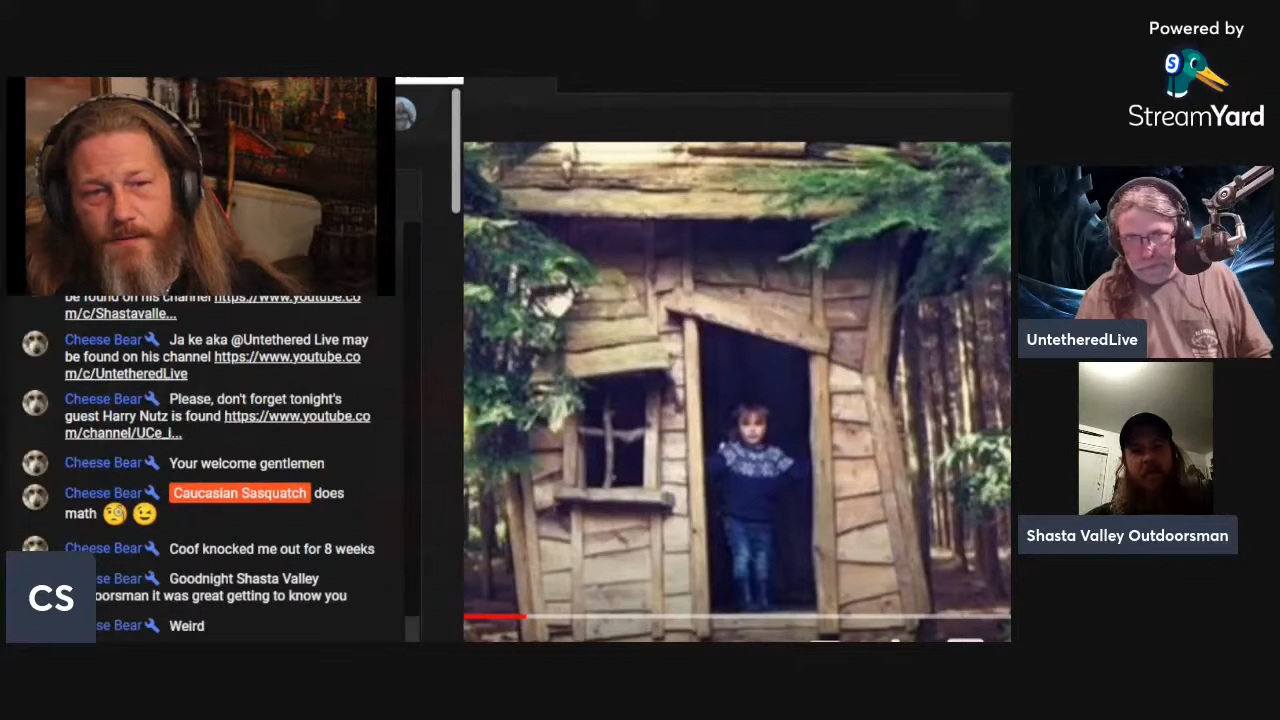 Powered by
StreamYard
be found on his channel https://www.youtube.co
m/c/Shastavalle...
Cheese Bear Ja ke aka @Untethered Live may
be found on his channel https://www.youtube.co
m/c/UntetheredLive
Cheese Bear Please, don't forget tonight's
guest Harry Nutz is found https://www.youtube.co
m/channel/UCe_i...
Cheese Bear Your welcome gentlemen
Cheese Bear Caucasian Sasquatch does
math 🧐 😉
Cheese Bear Coof knocked me out for 8 weeks
se Bear Goodnight Shasta Valley
oorsman it was great getting to know you
se Bear Weird
CS
UntetheredLive
Shasta Valley Outdoorsman